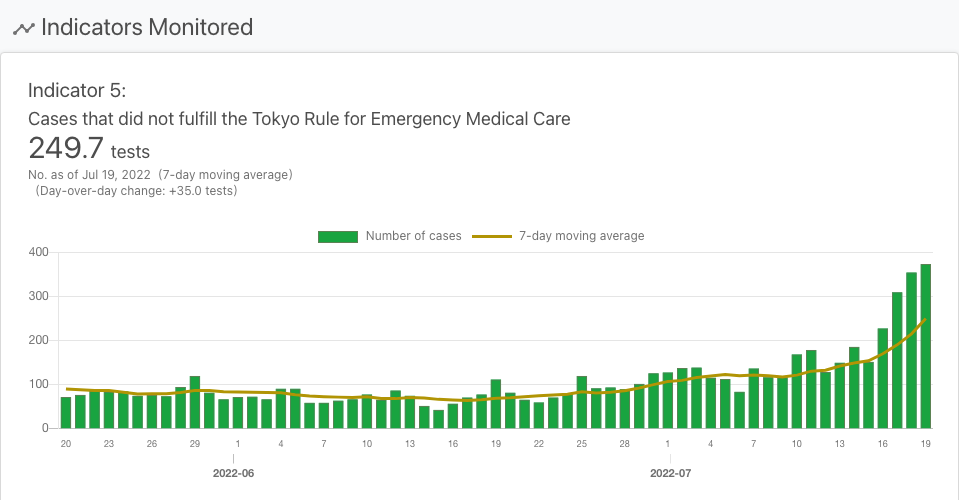 Indicators Monitored
Indicator 5:
Cases that did not fulfill the Tokyo Rule for Emergency Medical Care
249.7 tests
No. as of Jul 19, 2022 (7-day moving average)
(Day-over-day change: +35.0 tests)
Number of cases 7-day moving average
400
300
200
100
0
20 23 26 29 1 4 7 10 13 16 19 22 25 28 1 4 7 10 13 16 19
2022-06 2022-07